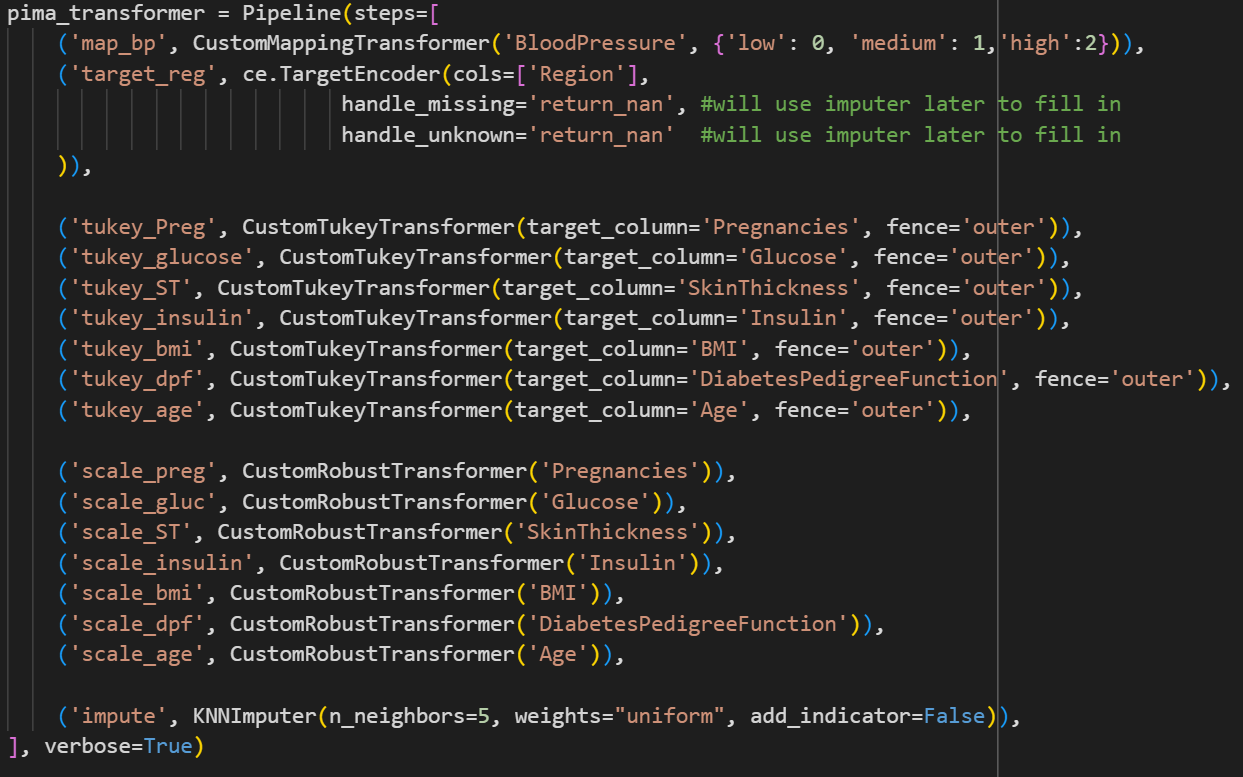 pima_transformer = Pipeline(steps=[
    ('map_bp', CustomMappingTransformer('BloodPressure', {'low': 0, 'medium': 1,'high':2})),
    ('target_reg', ce.TargetEncoder(cols=['Region'],
                           handle_missing='return_nan', #will use imputer later to fill in
                           handle_unknown='return_nan'  #will use imputer later to fill in
    )),

    ('tukey_Preg', CustomTukeyTransformer(target_column='Pregnancies', fence='outer')),
    ('tukey_glucose', CustomTukeyTransformer(target_column='Glucose', fence='outer')),
    ('tukey_ST', CustomTukeyTransformer(target_column='SkinThickness', fence='outer')),
    ('tukey_insulin', CustomTukeyTransformer(target_column='Insulin', fence='outer')),
    ('tukey_bmi', CustomTukeyTransformer(target_column='BMI', fence='outer')),
    ('tukey_dpf', CustomTukeyTransformer(target_column='DiabetesPedigreeFunction', fence='outer')),
    ('tukey_age', CustomTukeyTransformer(target_column='Age', fence='outer')),

    ('scale_preg', CustomRobustTransformer('Pregnancies')),
    ('scale_gluc', CustomRobustTransformer('Glucose')),
    ('scale_ST', CustomRobustTransformer('SkinThickness')),
    ('scale_insulin', CustomRobustTransformer('Insulin')),
    ('scale_bmi', CustomRobustTransformer('BMI')),
    ('scale_dpf', CustomRobustTransformer('DiabetesPedigreeFunction')),
    ('scale_age', CustomRobustTransformer('Age')),

    ('impute', KNNImputer(n_neighbors=5, weights="uniform", add_indicator=False)),
], verbose=True)